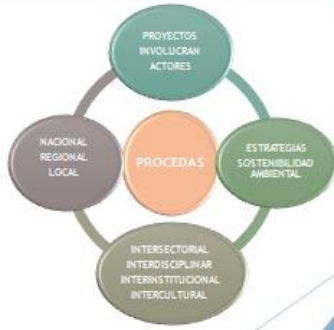 PROYECTOS
INVOLUCRAN
ACTORES
NACIONAL
REGIONAL
LOCAL
PROCEDAS
ESTRATEGIAS
SOSTENIBILIDAD
AMBIENTAL
INTERSECTORIAL
INTERDISCIPLINAR
INTERINSTITUCIONAL
INTERCULTURAL